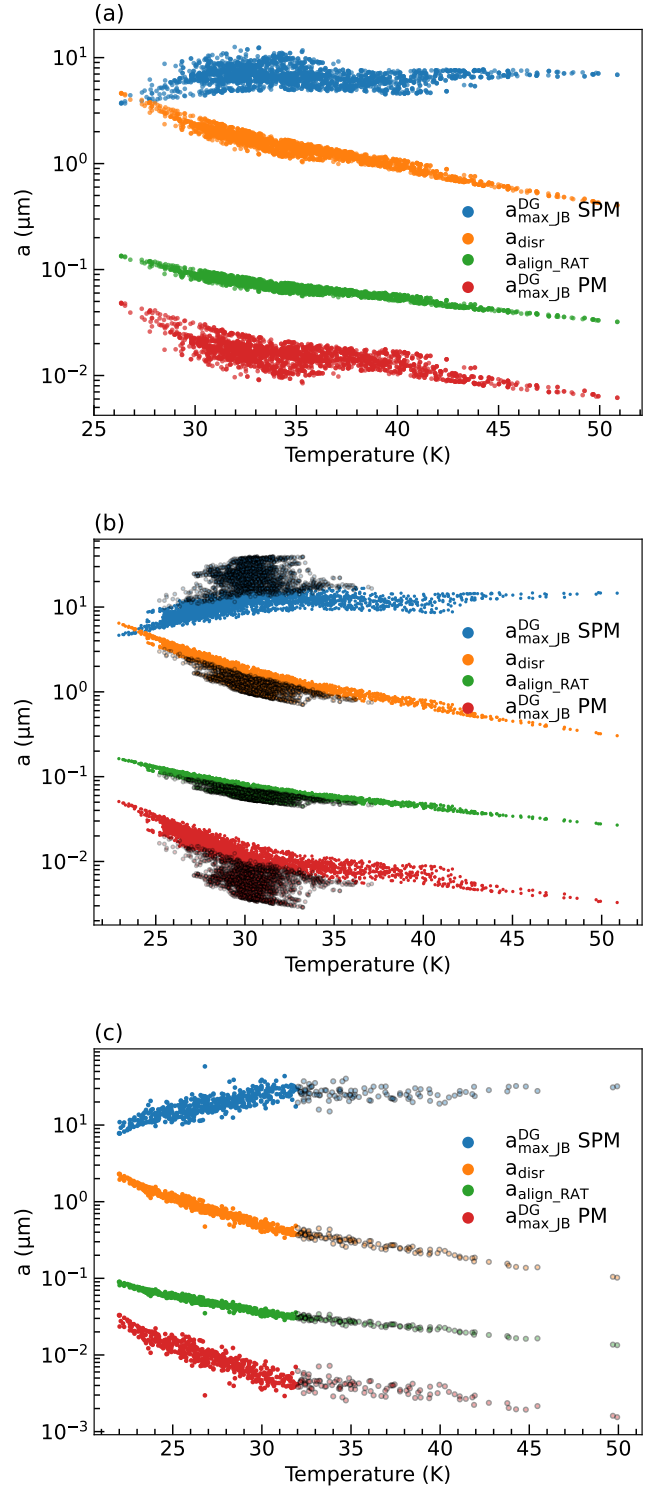 (a)
10¹
10⁰
10⁻¹
10⁻²
a (μm)
a^DG_max_JB SPM
a_disr
a_align_RAT
a^DG_max_JB PM
25 30 35 40 45 50
Temperature (K)
(b)
10¹
10⁰
10⁻¹
10⁻²
a (μm)
a^DG_max_JB SPM
a_disr
a_align_RAT
a^DG_max_JB PM
25 30 35 40 45 50
Temperature (K)
(c)
10¹
10⁰
10⁻¹
10⁻²
10⁻³
a (μm)
a^DG_max_JB SPM
a_disr
a_align_RAT
a^DG_max_JB PM
25 30 35 40 45 50
Temperature (K)